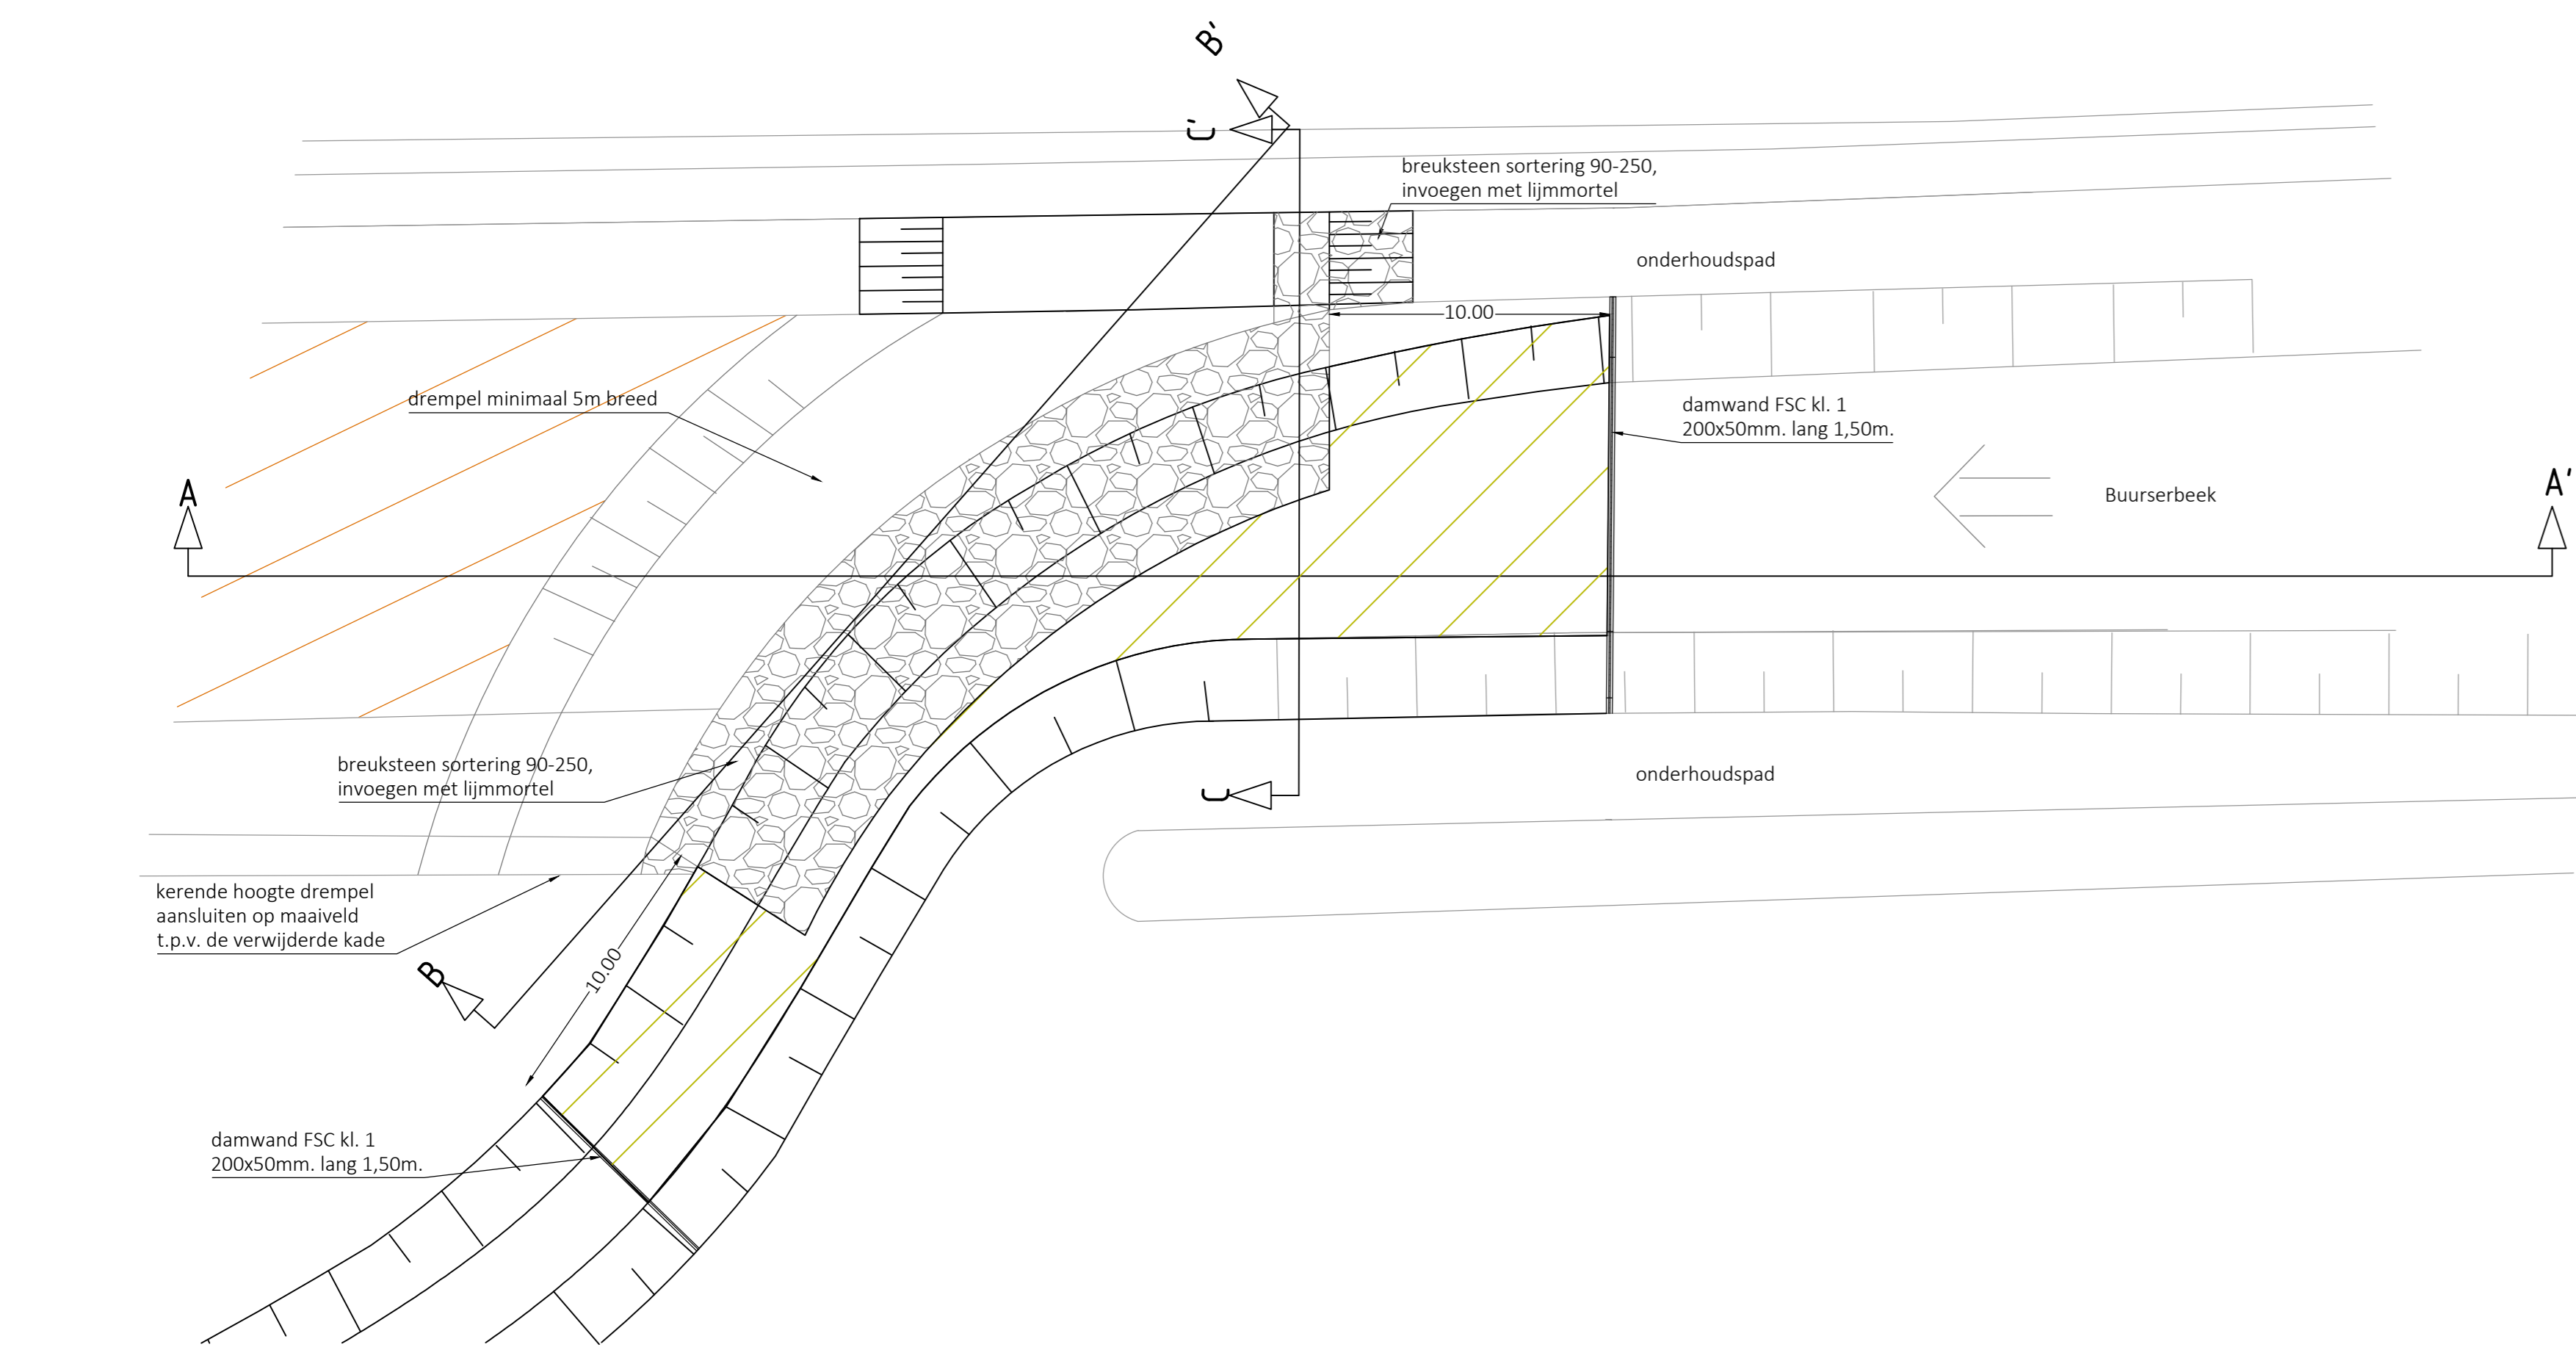 B'
C'
breuksteen sortering 90-250,
invoegen met lijmmortel
onderhoudspad
10.00
drempel minimaal 5m breed
damwand FSC kl. 1
200x50mm. lang 1,50m.
A
A'
Buurserbeek
breuksteen sortering 90-250,
invoegen met lijmmortel
onderhoudspad
C
kerende hoogte drempel
aansluiten op maaiveld
t.p.v. de verwijderde kade
B
10.00
damwand FSC kl. 1
200x50mm. lang 1,50m.